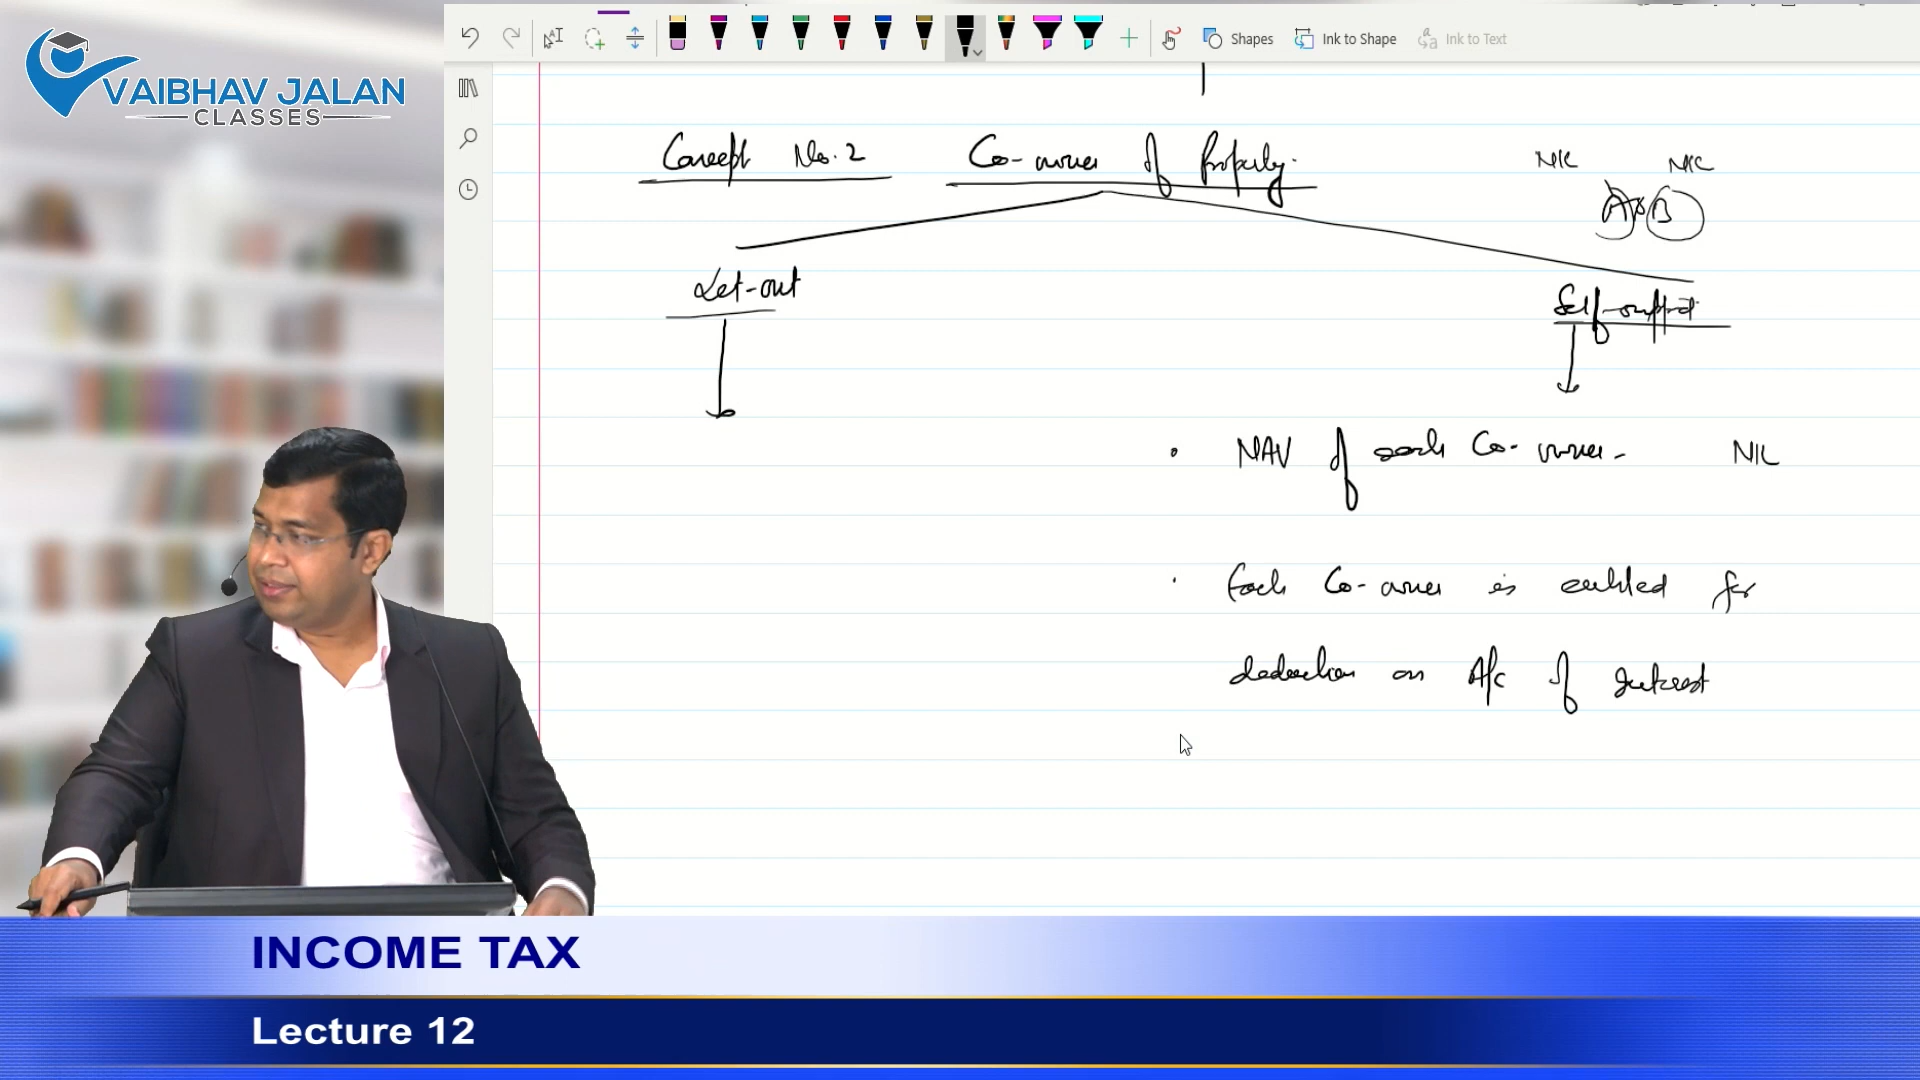 VAIBHAV JALAN
CLASSES
Shapes
Ink to Shape
Ink to Text
Concept No. 2 Co-owner of Property.
NIL NIL
A & B
Let-out
Self-occupied
• NAV of each Co-owner - NIL
• Each Co-owner is entitled for
deduction on A/c of Interest
INCOME TAX
Lecture 12